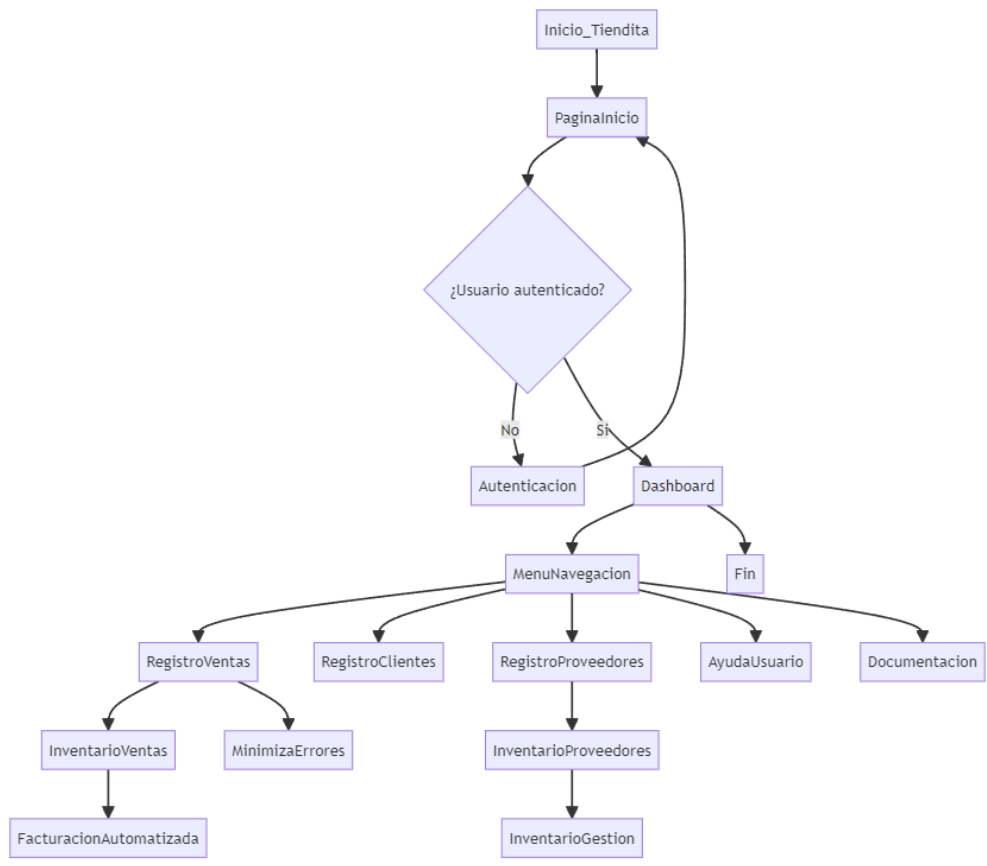 Inicio_Tiendita
PaginaInicio
¿Usuario autenticado?
No
Si
Autenticacion
Dashboard
MenuNavegacion
Fin
RegistroVentas
RegistroClientes
RegistroProveedores
AyudaUsuario
Documentacion
InventarioVentas
MinimizaErrores
InventarioProveedores
FacturacionAutomatizada
InventarioGestion